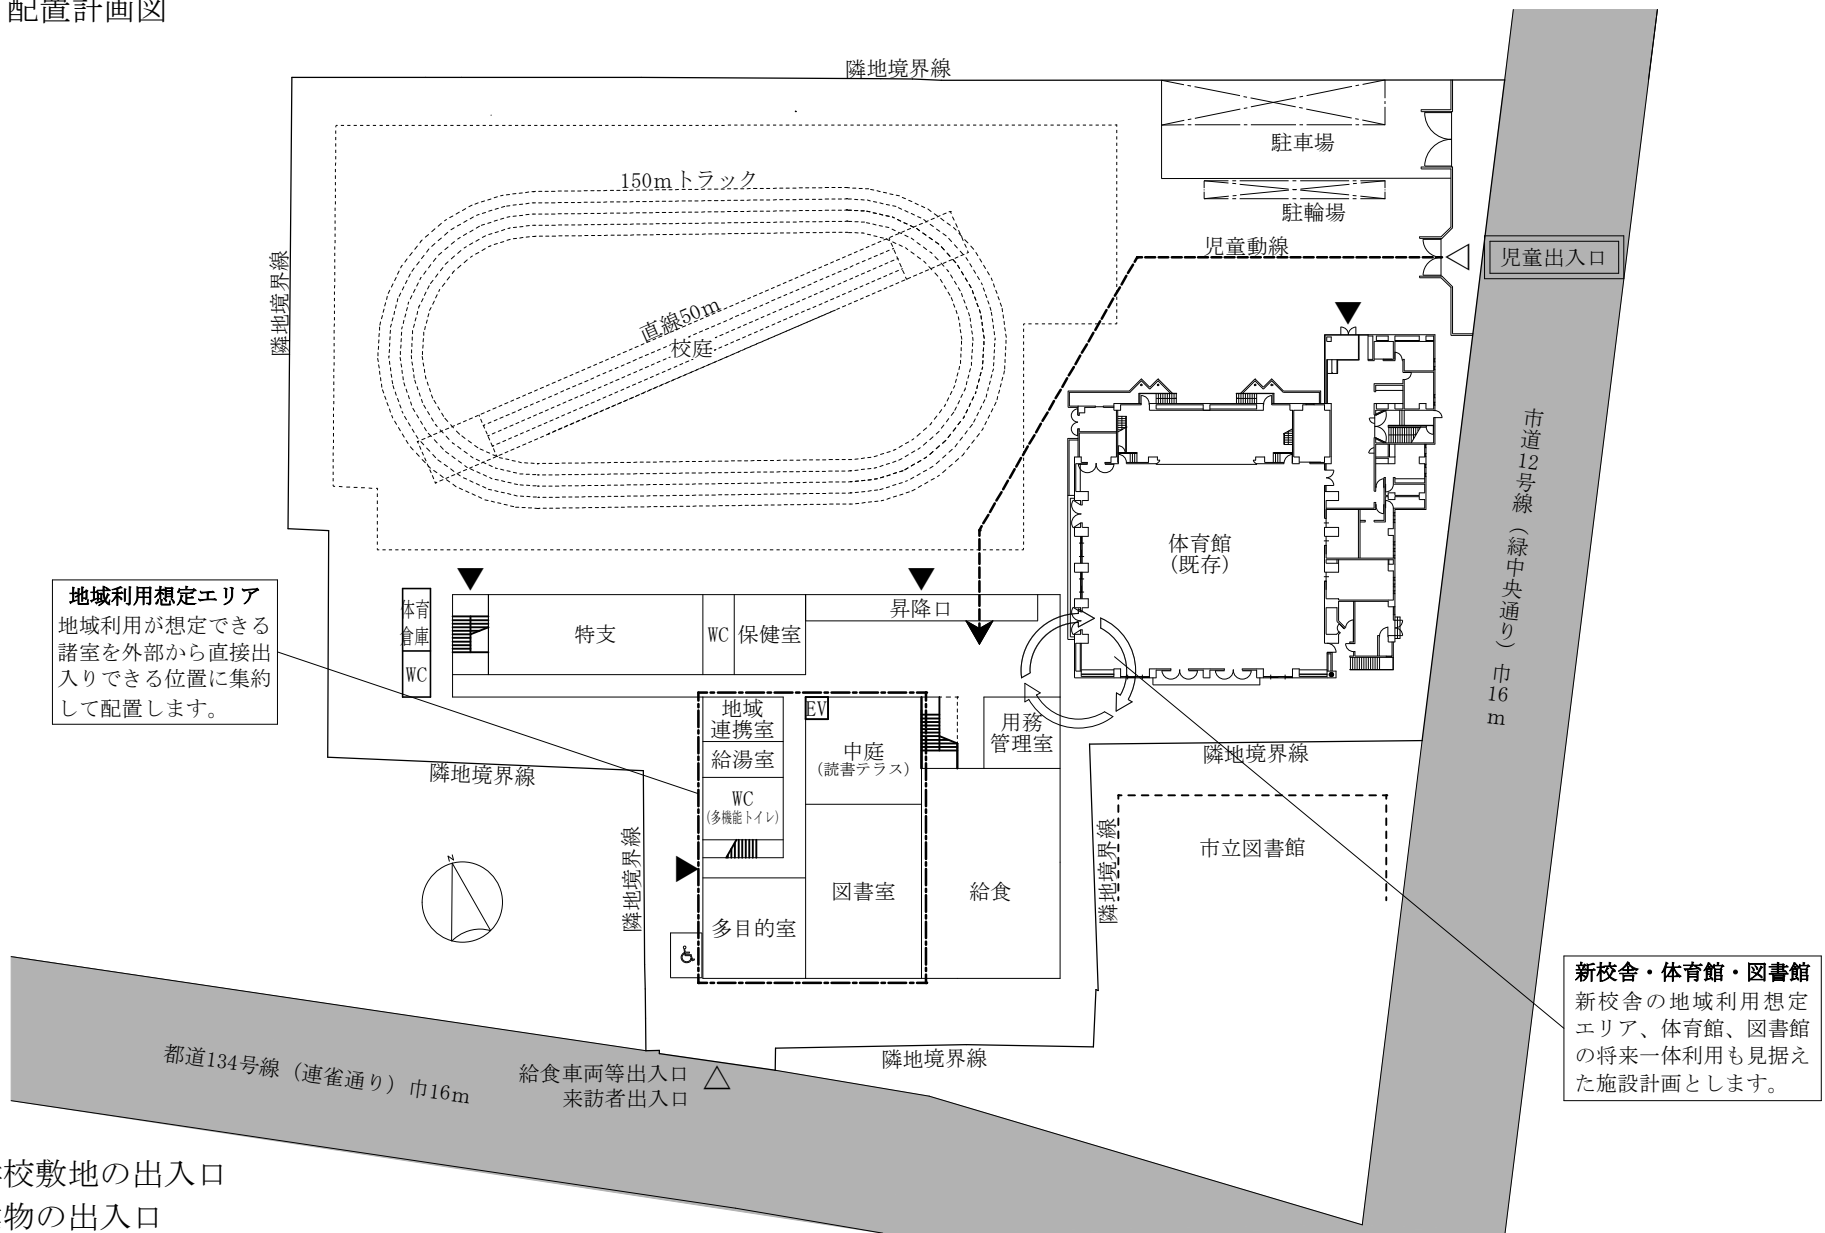 配置計画図
隣地境界線
駐車場
150mトラック
駐輪場
児童動線
児童出入口
隣地境界線
直線50m
校庭
市道12号線（緑中央通り）巾16m
体育館
(既存)
地域利用想定エリア
地域利用が想定できる
諸室を外部から直接出
入りできる位置に集約
して配置します。
体育
倉庫
WC
特支
WC
保健室
昇降口
地域
連携室
給湯室
WC
(多機能トイレ)
EV
中庭
(読書テラス)
用務
管理室
隣地境界線
隣地境界線
隣地境界線
隣地境界線
市立図書館
N
図書室
給食
多目的室
新校舎・体育館・図書館
新校舎の地域利用想定
エリア、体育館、図書館
の将来一体利用も見据え
た施設計画とします。
都道134号線（連雀通り）巾16m
隣地境界線
給食車両等出入口
来訪者出入口
校敷地の出入口
物の出入口